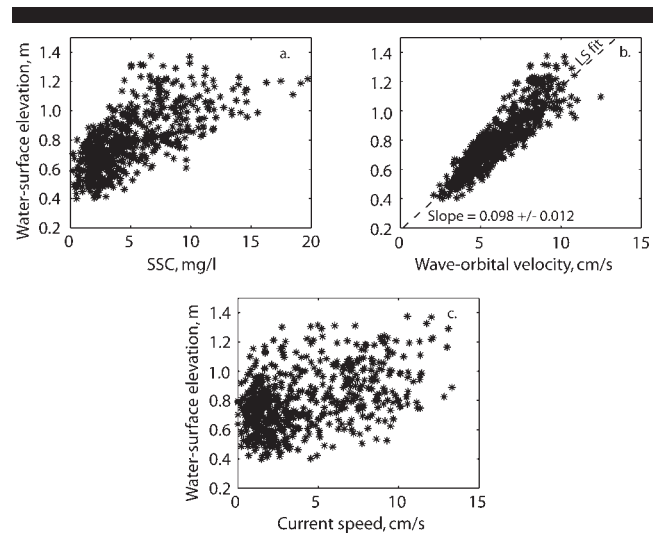 a.
Water-surface elevation, m
1.4
1.2
1.0
0.8
0.6
0.4
0.2
0 5 10 15 20
SSC, mg/l
b.
LS fit
1.4
1.2
1.0
0.8
0.6
0.4
0.2
Slope = 0.098 +/- 0.012
0 5 10 15
Wave-orbital velocity, cm/s
c.
Water-surface elevation, m
1.4
1.2
1.0
0.8
0.6
0.4
0.2
0 5 10 15
Current speed, cm/s